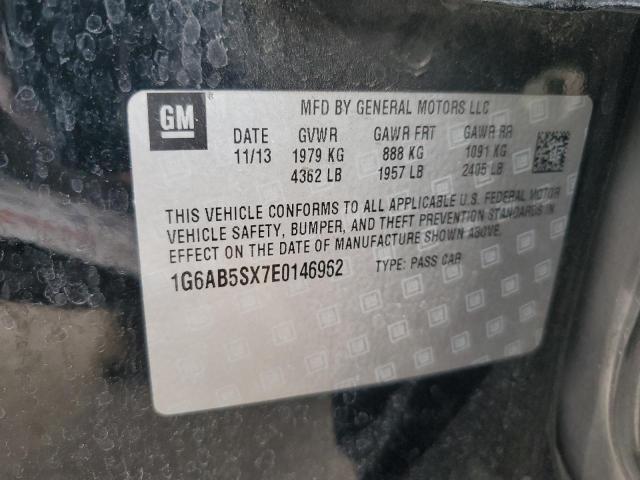 GM ®
MFD BY GENERAL MOTORS LLC
DATE GVWR GAWR FRT GAWR RR
11/13 1979 KG 888 KG 1091 KG
4362 LB 1957 LB 2405 LB
THIS VEHICLE CONFORMS TO ALL APPLICABLE U.S. FEDERAL MOTOR
VEHICLE SAFETY, BUMPER, AND THEFT PREVENTION STANDARDS IN
EFFECT ON THE DATE OF MANUFACTURE SHOWN ABOVE.
1G6AB5SX7E0146962 TYPE: PASS CAR